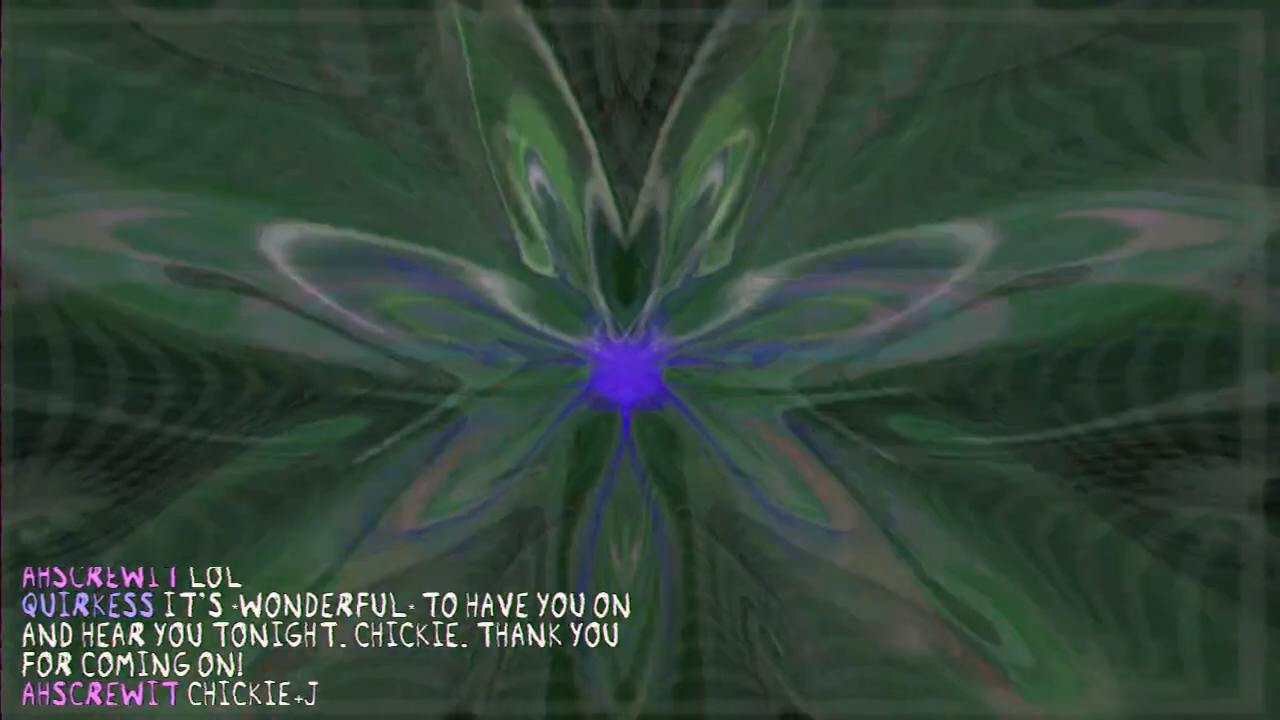 AHSCREWIT LOL
QUIRKESS IT'S *WONDERFUL* TO HAVE YOU ON
AND HEAR YOU TONIGHT, CHICKIE. THANK YOU
FOR COMING ON!
AHSCREWIT CHICKIE+J